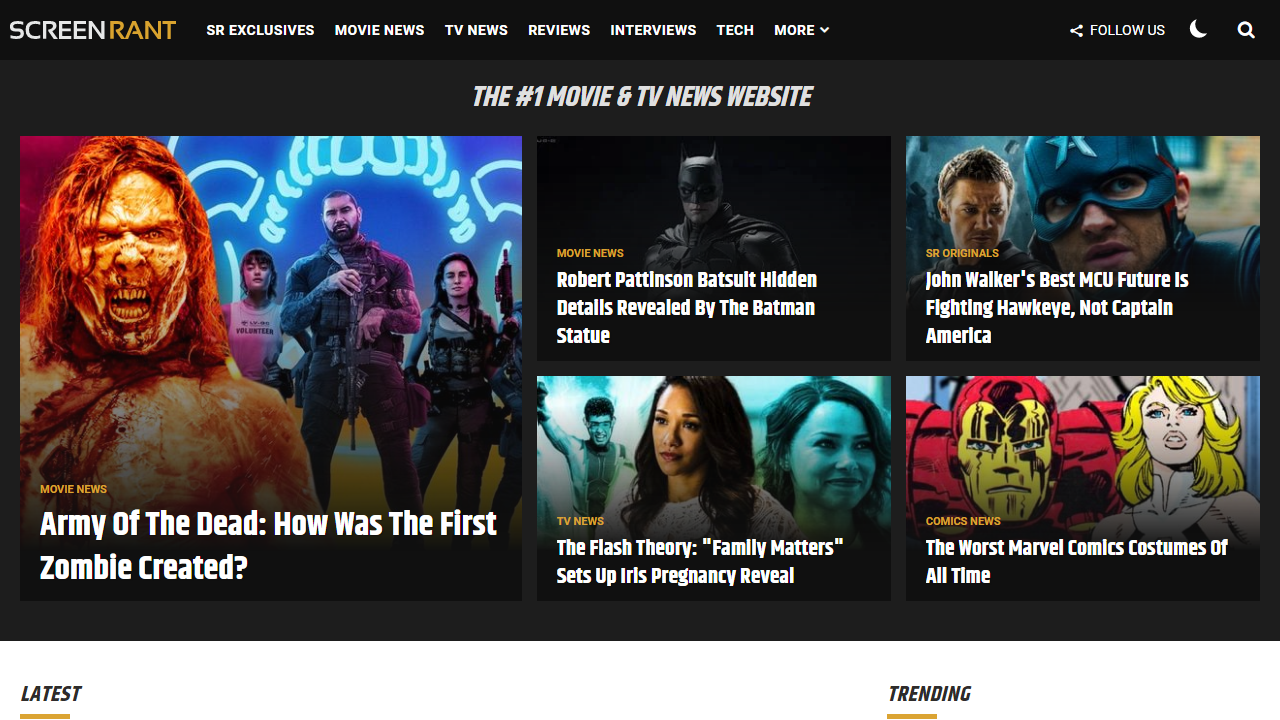 SCREENRANT
SR EXCLUSIVES MOVIE NEWS TV NEWS REVIEWS INTERVIEWS TECH MORE
FOLLOW US
THE #1 MOVIE & TV NEWS WEBSITE
VOLUNTEER
MOVIE NEWS
Army Of The Dead: How Was The First
Zombie Created?
MOVIE NEWS
Robert Pattinson Batsuit Hidden
Details Revealed By The Batman
Statue
SR ORIGINALS
John Walker's Best MCU Future Is
Fighting Hawkeye, Not Captain
America
TV NEWS
The Flash Theory: "Family Matters"
Sets Up Iris Pregnancy Reveal
COMICS NEWS
The Worst Marvel Comics Costumes Of
All Time
LATEST
TRENDING